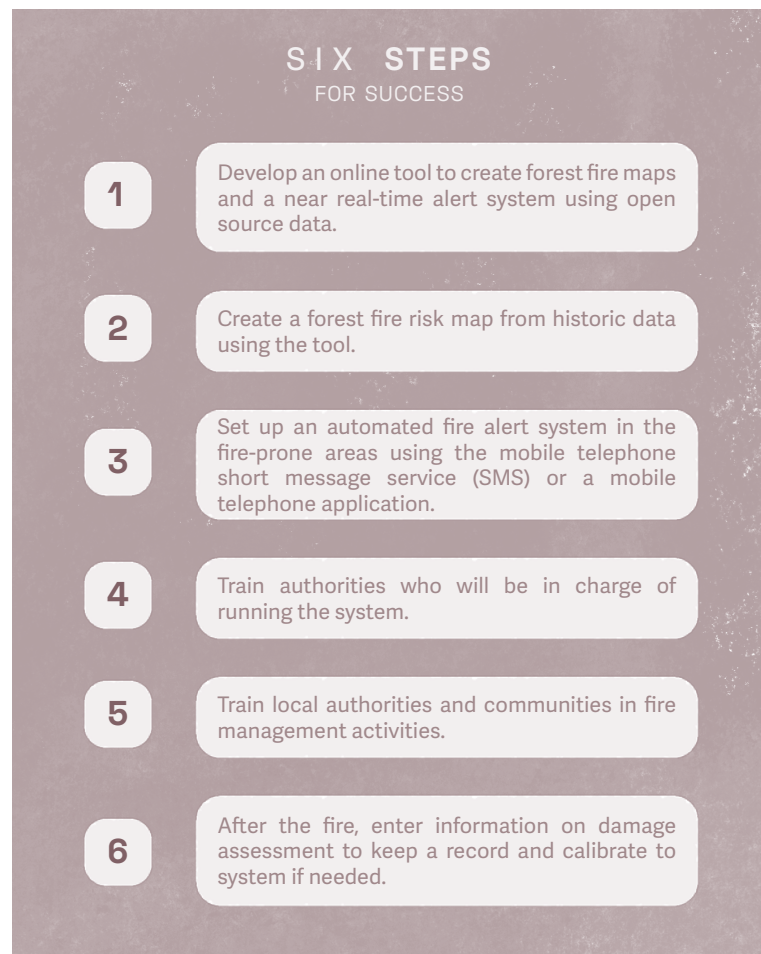 SIX STEPS
FOR SUCCESS
1
Develop an online tool to create forest fire maps
and a near real-time alert system using open
source data.
2
Create a forest fire risk map from historic data
using the tool.
3
Set up an automated fire alert system in the
fire-prone areas using the mobile telephone
short message service (SMS) or a mobile
telephone application.
4
Train authorities who will be in charge of
running the system.
5
Train local authorities and communities in fire
management activities.
6
After the fire, enter information on damage
assessment to keep a record and calibrate to
system if needed.